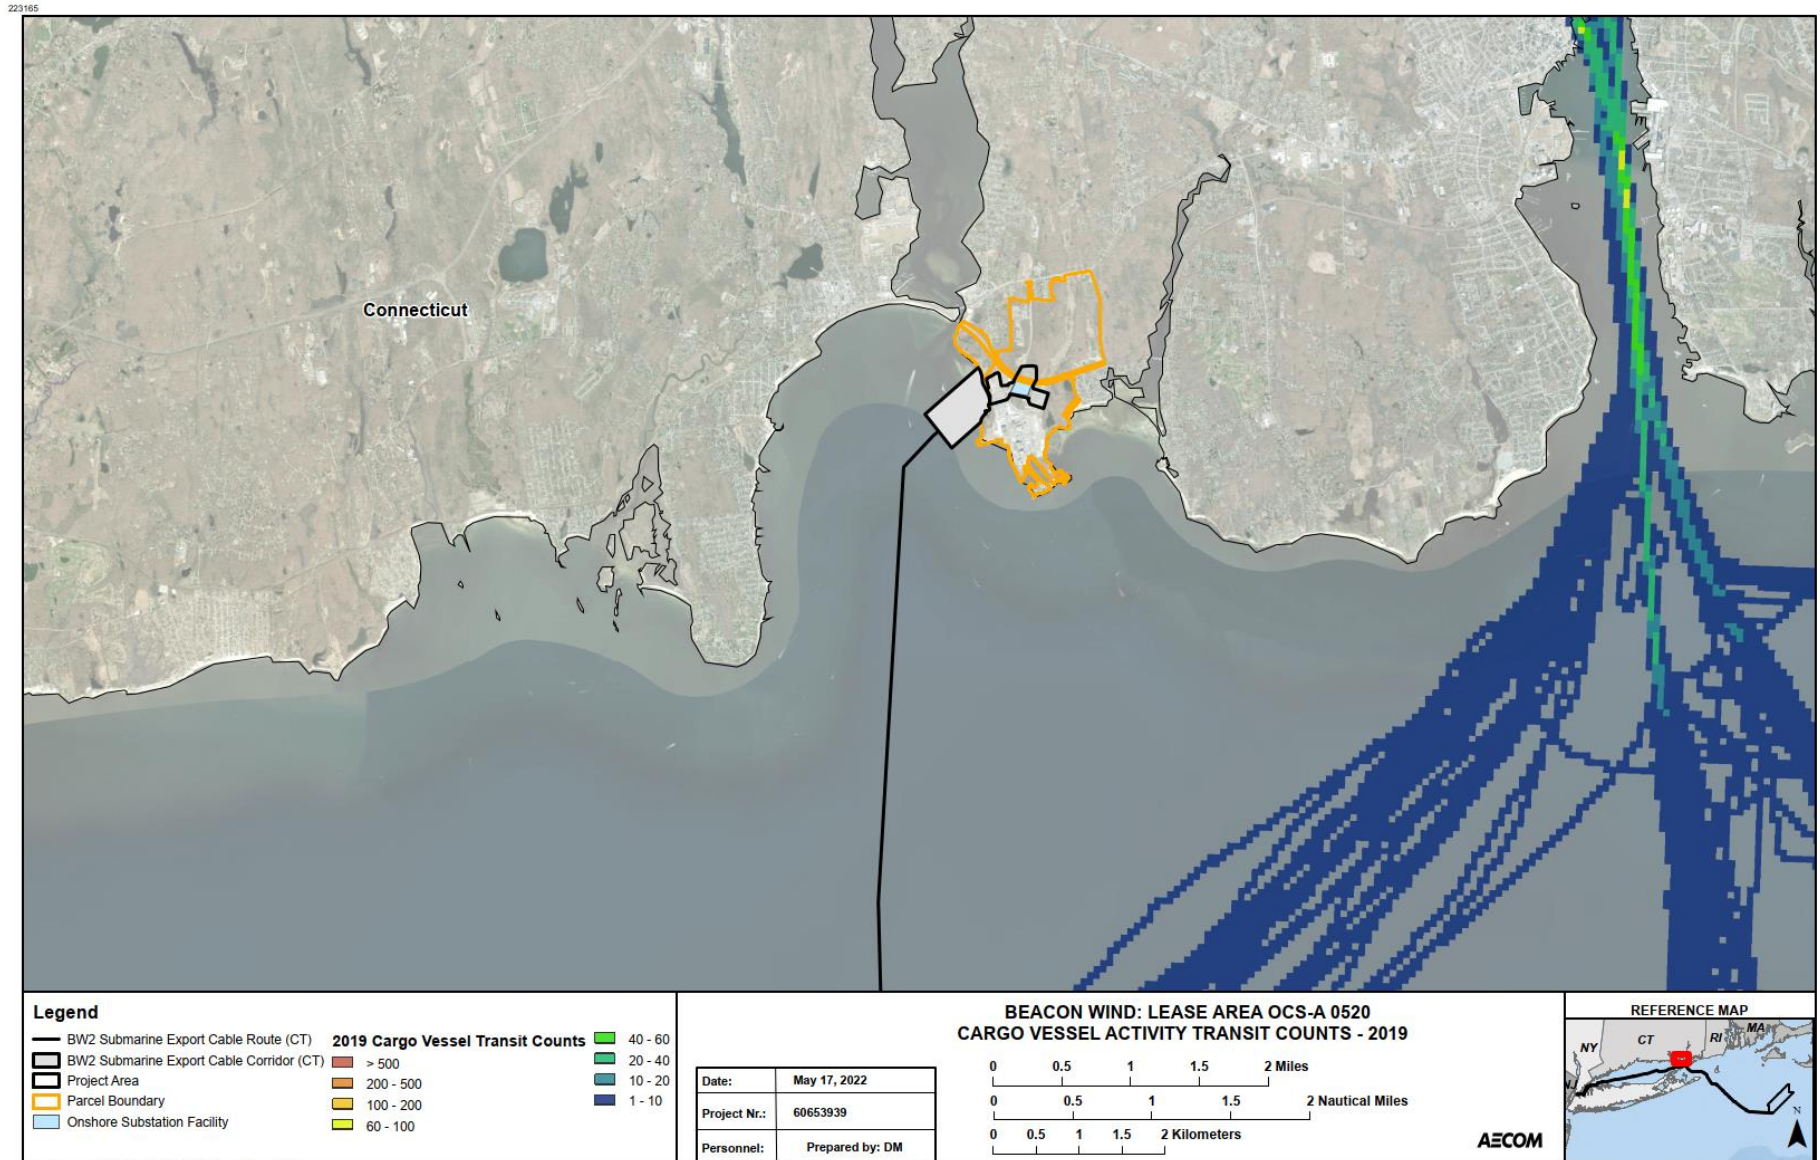 223165
Connecticut
Legend
BW2 Submarine Export Cable Route (CT)
BW2 Submarine Export Cable Corridor (CT)
Project Area
Parcel Boundary
Onshore Substation Facility
2019 Cargo Vessel Transit Counts
> 500
200 - 500
100 - 200
60 - 100
40 - 60
20 - 40
10 - 20
1 - 10
Date: May 17, 2022
Project Nr.: 60653939
Personnel: Prepared by: DM
BEACON WIND: LEASE AREA OCS-A 0520
CARGO VESSEL ACTIVITY TRANSIT COUNTS - 2019
0 0.5 1 1.5 2 Miles
0 0.5 1 1.5 2 Nautical Miles
0 0.5 1 1.5 2 Kilometers
AECOM
REFERENCE MAP
NY CT RI MA
NJ
N